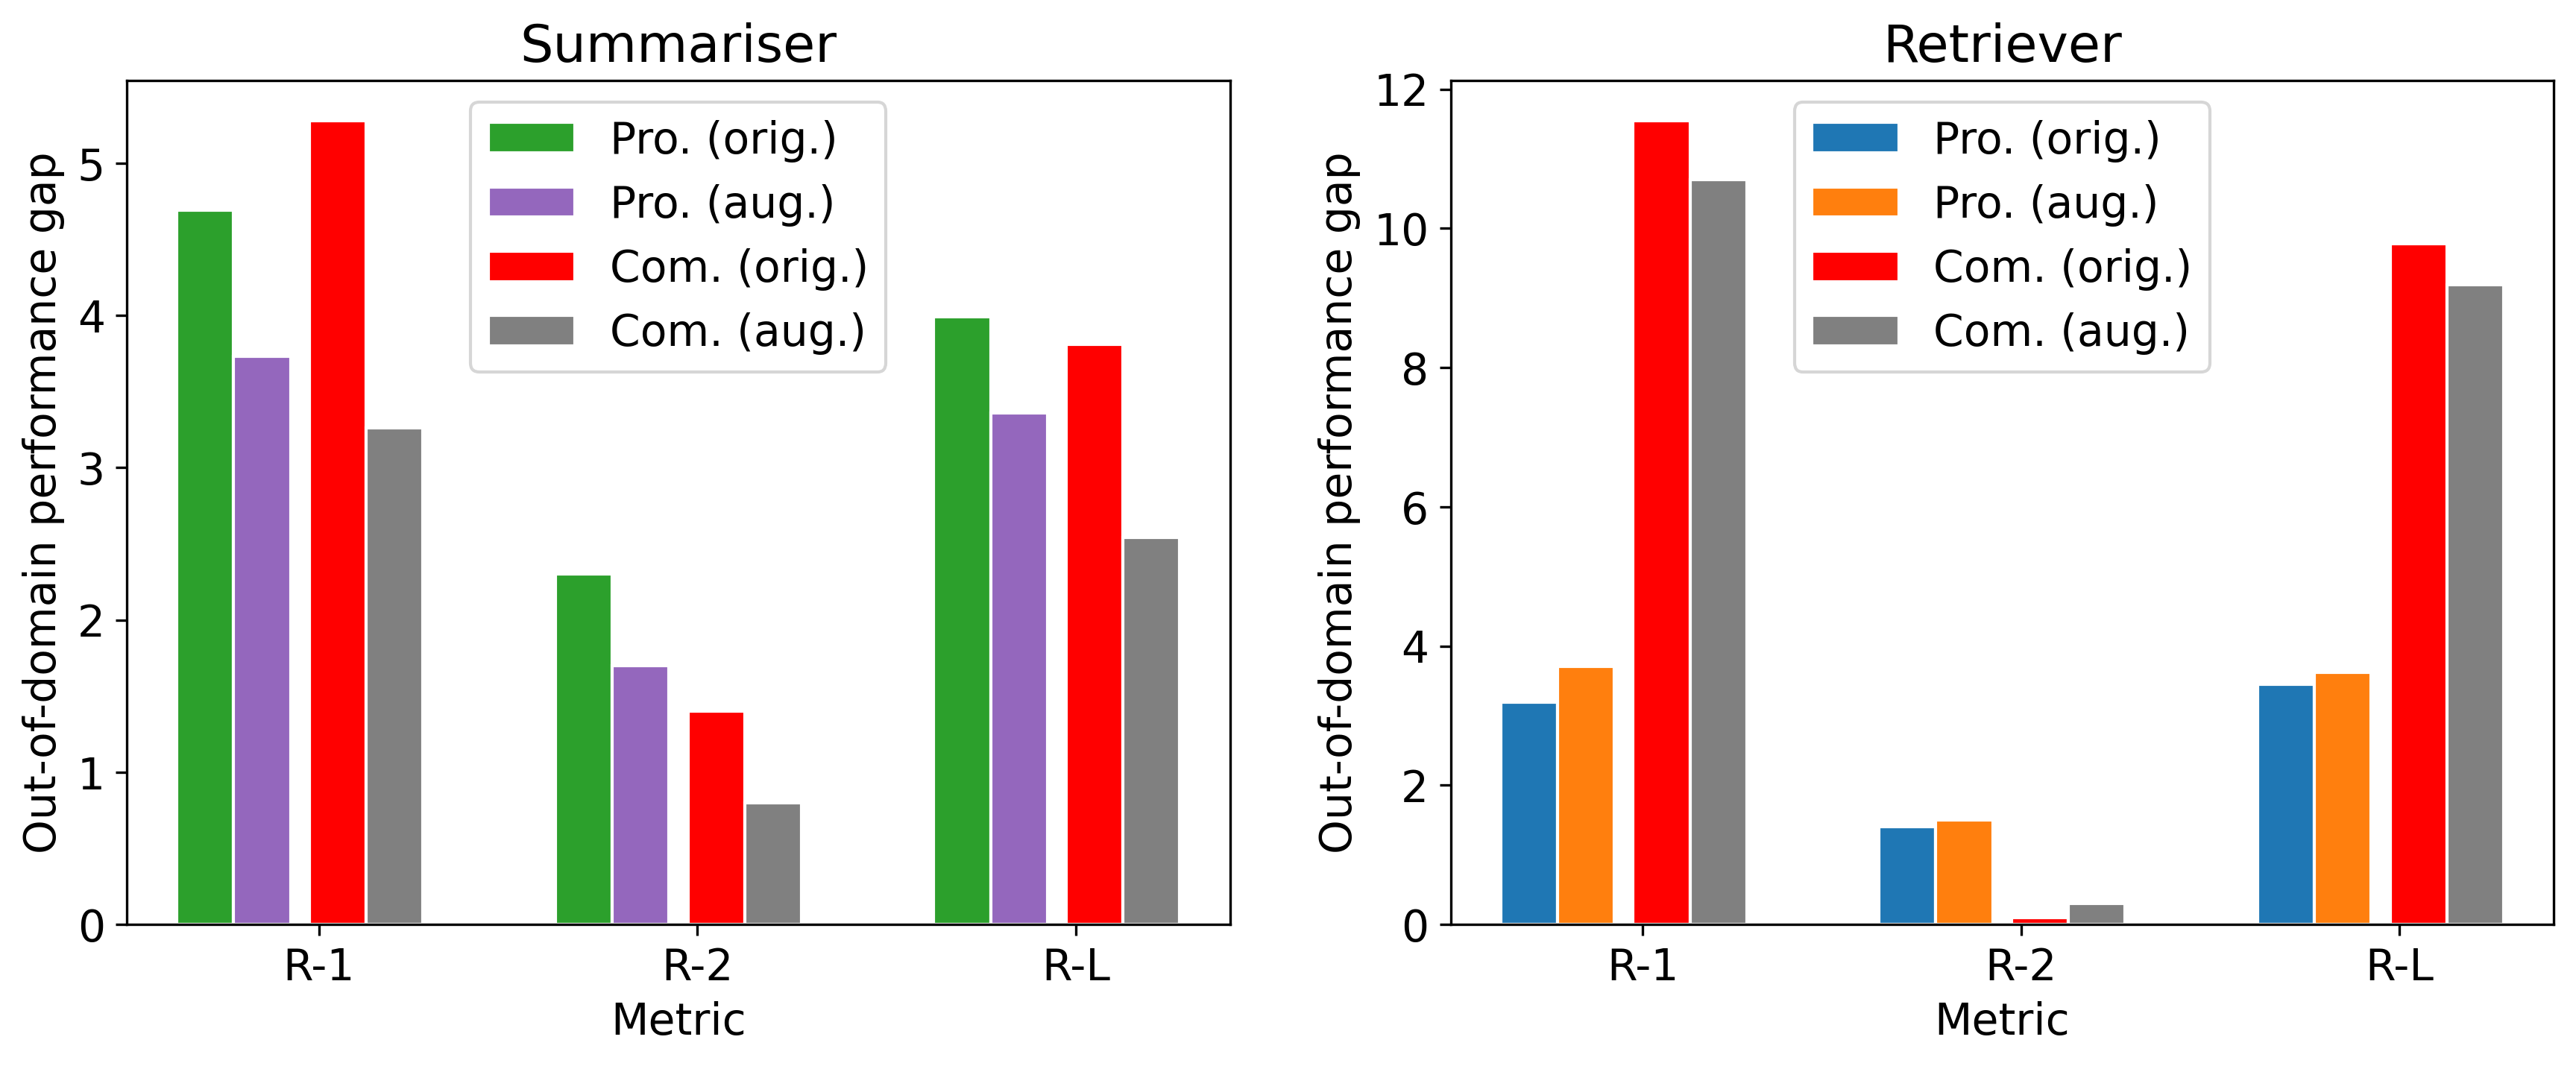 Summariser
Out-of-domain performance gap
5
4
3
2
1
0
Pro. (orig.)
Pro. (aug.)
Com. (orig.)
Com. (aug.)
R-1 R-2 R-L
Metric
Retriever
Out-of-domain performance gap
12
10
8
6
4
2
0
Pro. (orig.)
Pro. (aug.)
Com. (orig.)
Com. (aug.)
R-1 R-2 R-L
Metric